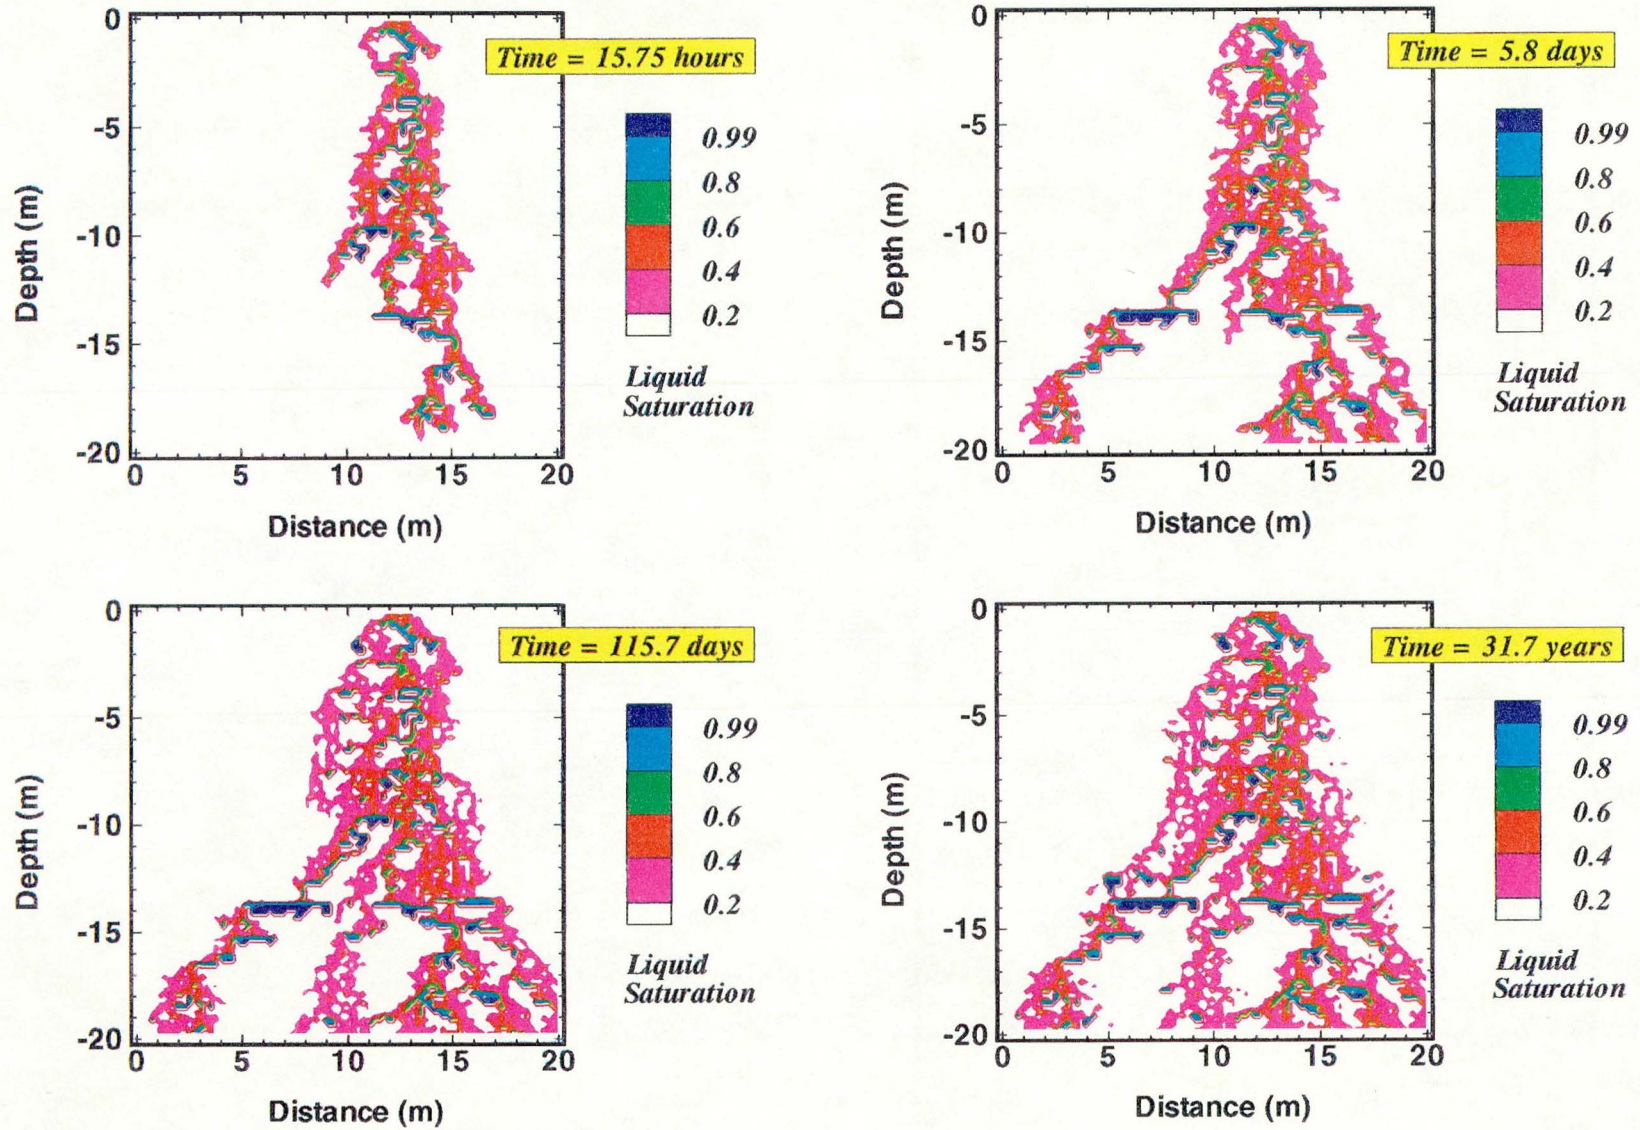 Time = 15.75 hours
0
-5
-10
-15
-20
Depth (m)
0 5 10 15 20
Distance (m)
0.99
0.8
0.6
0.4
0.2
Liquid
Saturation
Time = 5.8 days
0
-5
-10
-15
-20
Depth (m)
0 5 10 15 20
Distance (m)
0.99
0.8
0.6
0.4
0.2
Liquid
Saturation
Time = 115.7 days
0
-5
-10
-15
-20
Depth (m)
0 5 10 15 20
Distance (m)
0.99
0.8
0.6
0.4
0.2
Liquid
Saturation
Time = 31.7 years
0
-5
-10
-15
-20
Depth (m)
0 5 10 15 20
Distance (m)
0.99
0.8
0.6
0.4
0.2
Liquid
Saturation